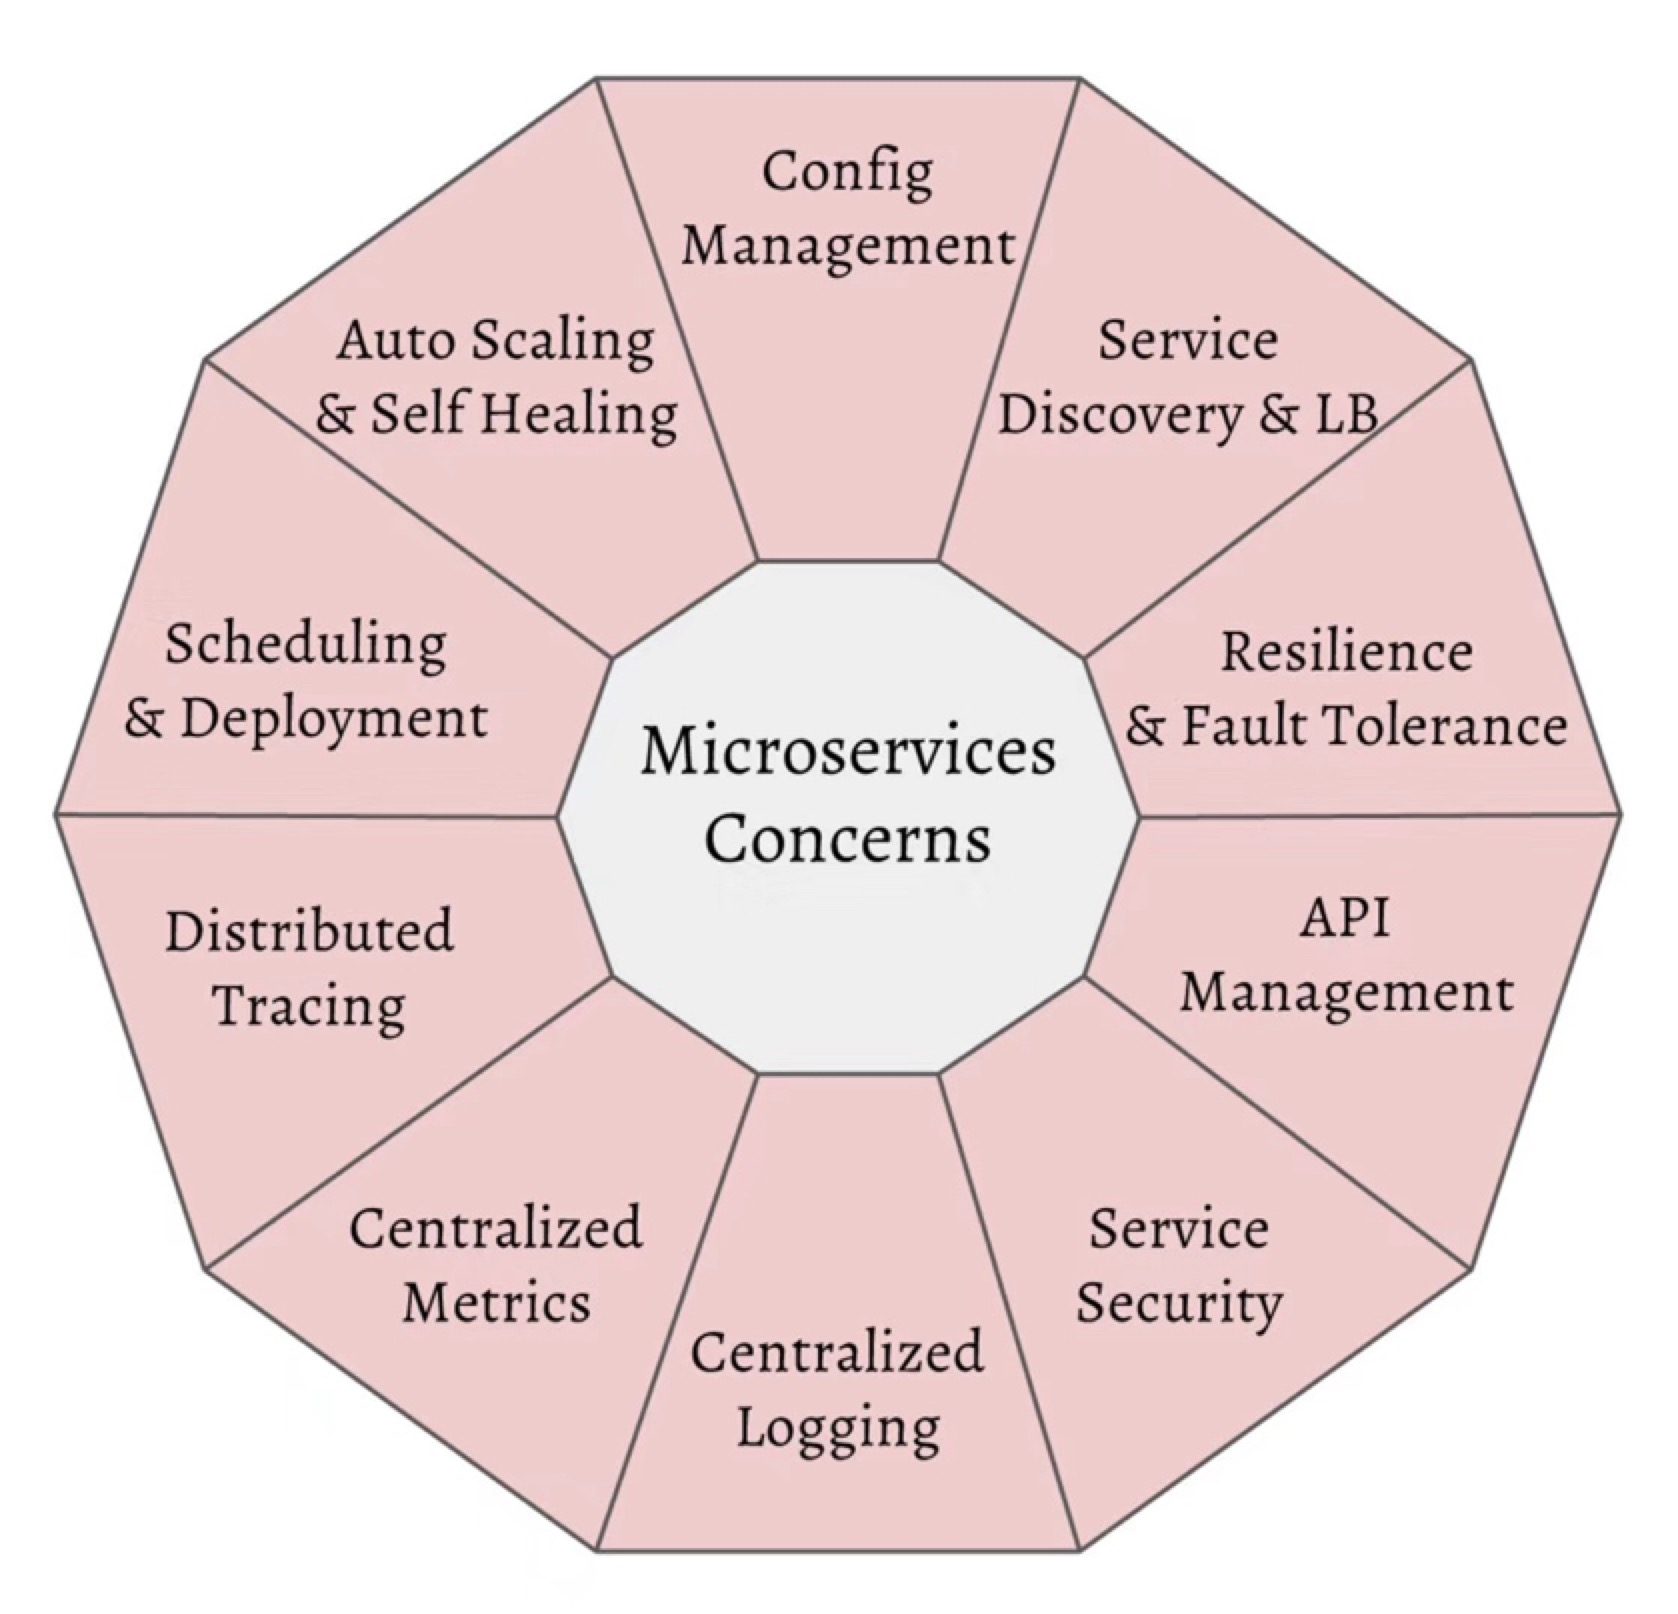 Config
Management
Service
Discovery & LB
Resilience
& Fault Tolerance
API
Management
Service
Security
Centralized
Logging
Centralized
Metrics
Distributed
Tracing
Scheduling
& Deployment
Auto Scaling
& Self Healing
Microservices
Concerns